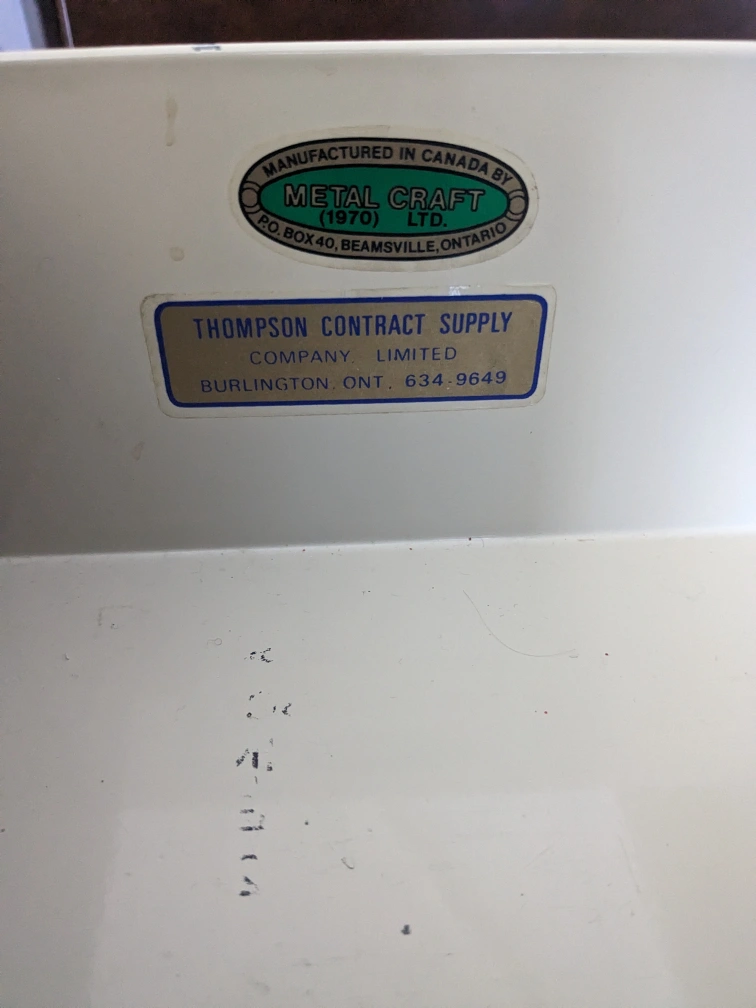 MANUFACTURED IN CANADA BY
METAL CRAFT
(1970) LTD.
P.O. BOX 40, BEAMSVILLE, ONTARIO
THOMPSON CONTRACT SUPPLY
COMPANY. LIMITED
BURLINGTON. ONT. 634-9649